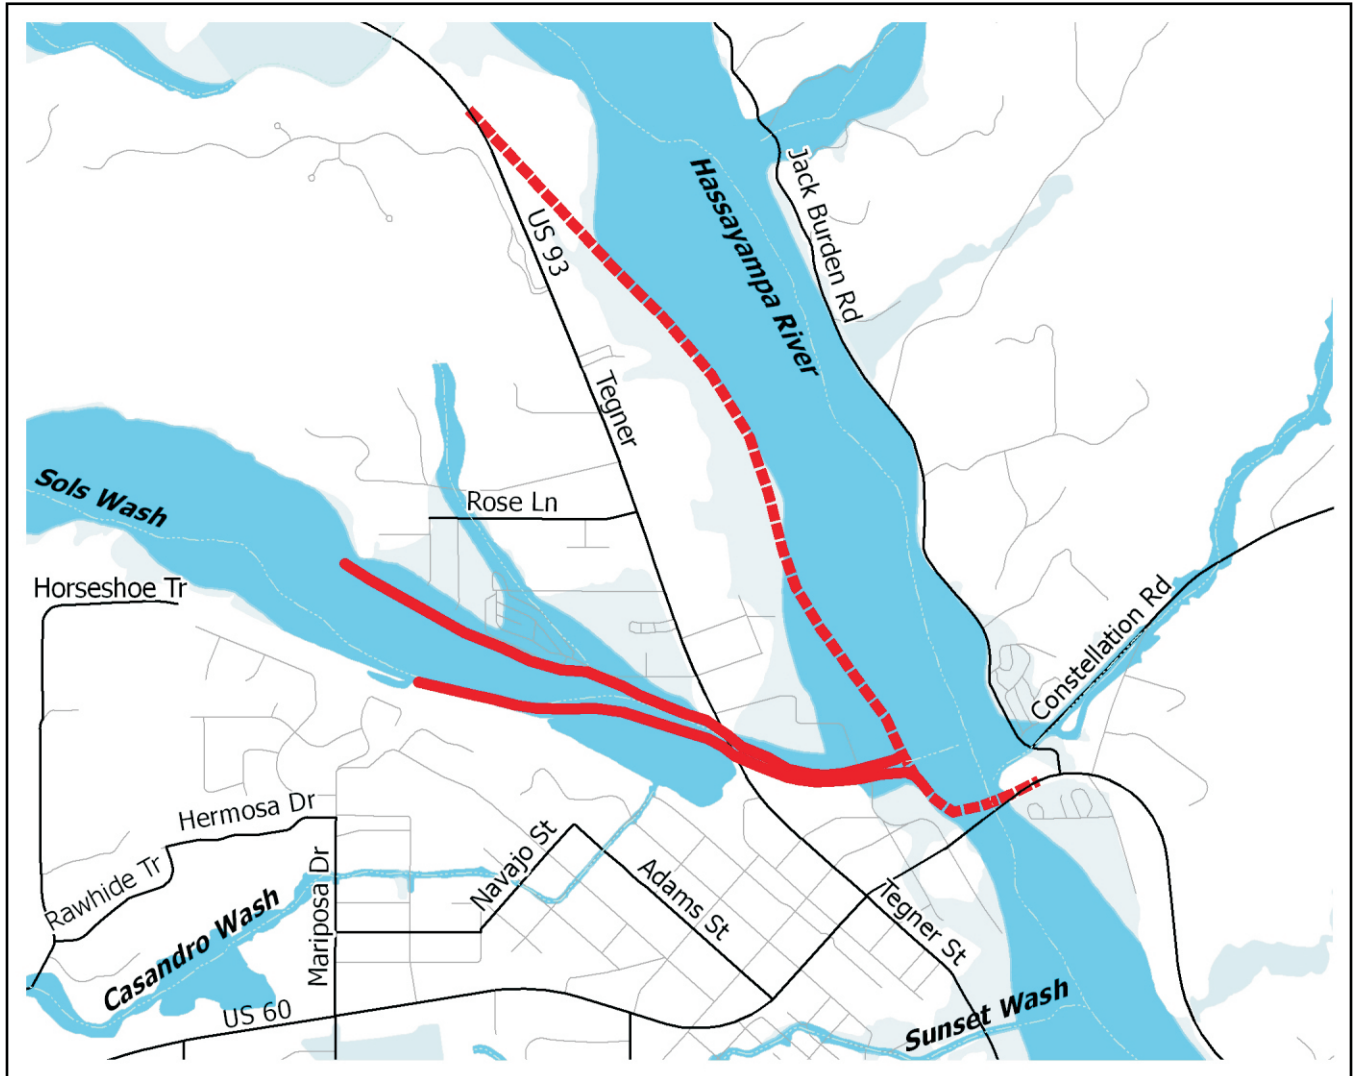 Hassayampa River
Jack Burden Rd
US 93
Tegner
Sols Wash
Rose Ln
Horseshoe Tr
Constellation Rd
Hermosa Dr
Rawhide Tr
Mariposa Dr
Navajo St
Adams St
Tegner St
Casandro Wash
US 60
Sunset Wash